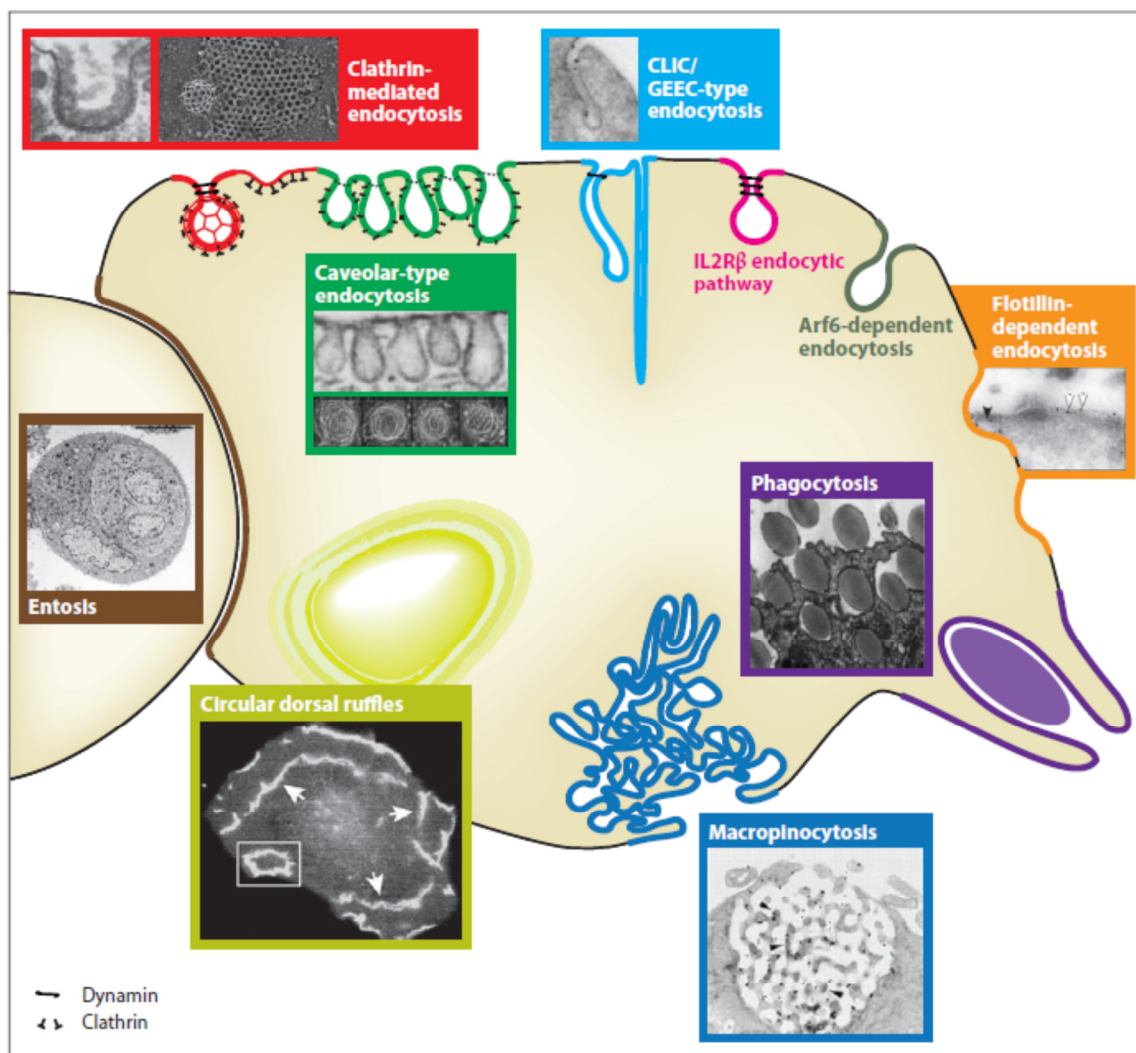 Clathrin-
mediated
endocytosis
CLIC/
GEEC-type
endocytosis
Caveolar-type
endocytosis
IL2Rβ endocytic
pathway
Arf6-dependent
endocytosis
Flotillin-
dependent
endocytosis
Entosis
Phagocytosis
Circular dorsal ruffles
Macropinocytosis
Dynamin
Clathrin